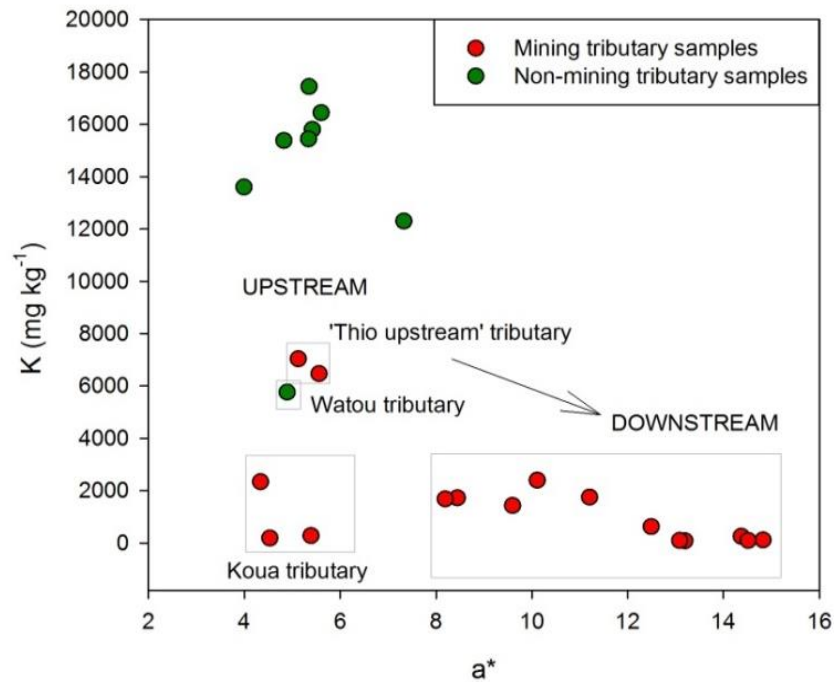 20000
18000
16000
14000
12000
10000
8000
6000
4000
2000
0
K (mg kg⁻¹)
Mining tributary samples
Non-mining tributary samples
UPSTREAM
'Thio upstream' tributary
Watou tributary
DOWNSTREAM
Koua tributary
2 4 6 8 10 12 14 16
a*